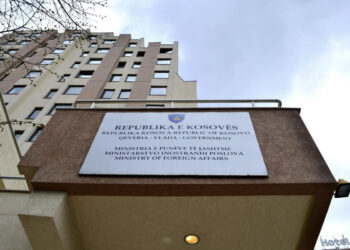 REPUBLIKA E KOSOVËS
REPUBLIKA KOSOVA-REPUBLIC OF KOSOVO
QEVERIA - VLADA - GOVERNMENT
MINISTRIA E PUNËVE TË JASHTME
MINISTARSTVO INOSTRANIH POSLOVA
MINISTRY OF FOREIGN AFFAIRS
Hotel